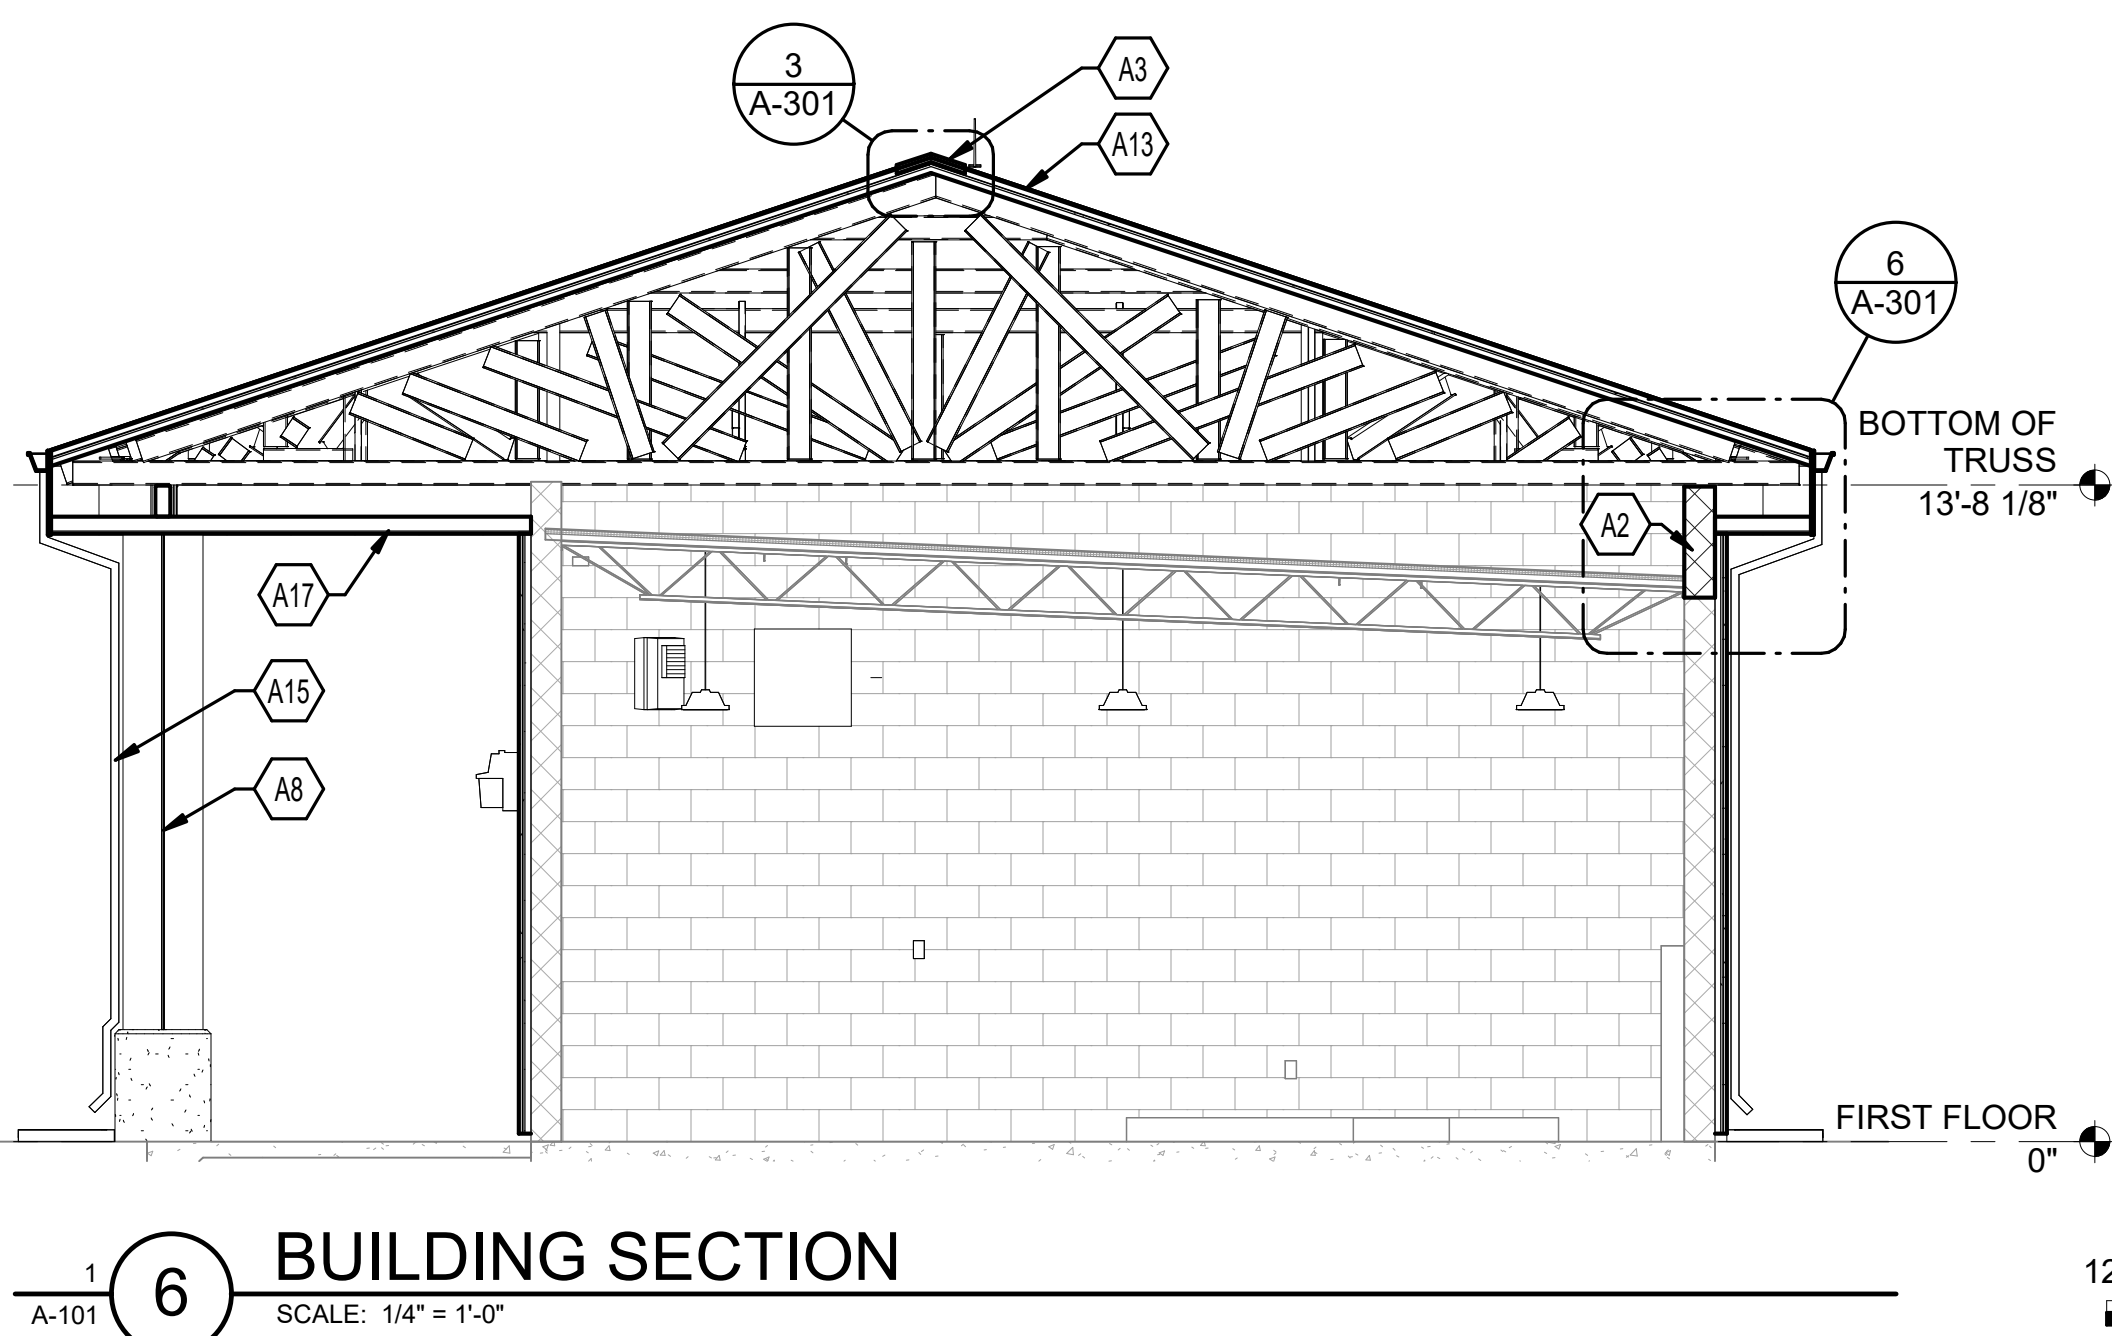 3
A-301
A3
A13
6
A-301
BOTTOM OF
TRUSS
13'-8 1/8"
A2
A17
A15
A8
FIRST FLOOR
0"
BUILDING SECTION
1
6
A-101
SCALE: 1/4" = 1'-0"
12